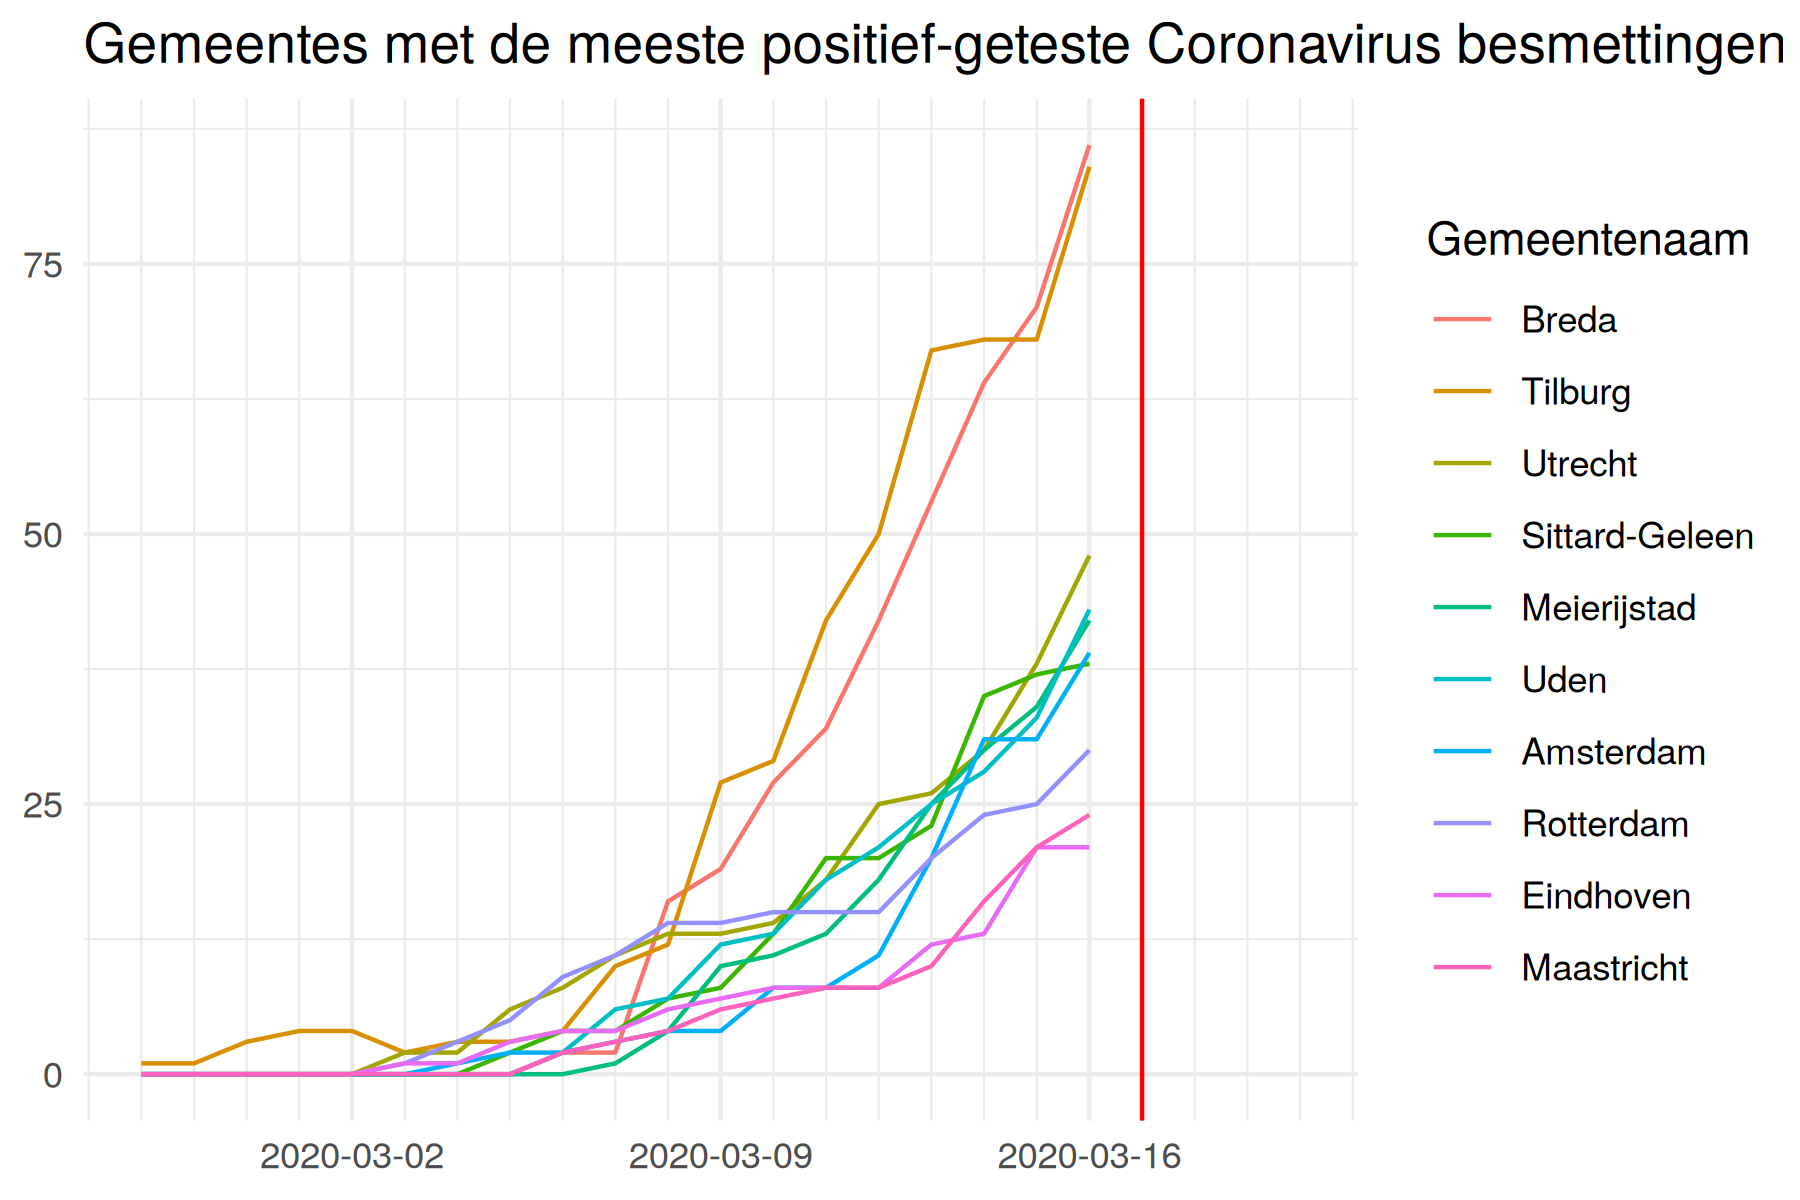 Gemeentes met de meeste positief-geteste Coronavirus besmettingen
75
50
25
0
2020-03-02
2020-03-09
2020-03-16
Gemeentenaam
Breda
Tilburg
Utrecht
Sittard-Geleen
Meierijstad
Uden
Amsterdam
Rotterdam
Eindhoven
Maastricht